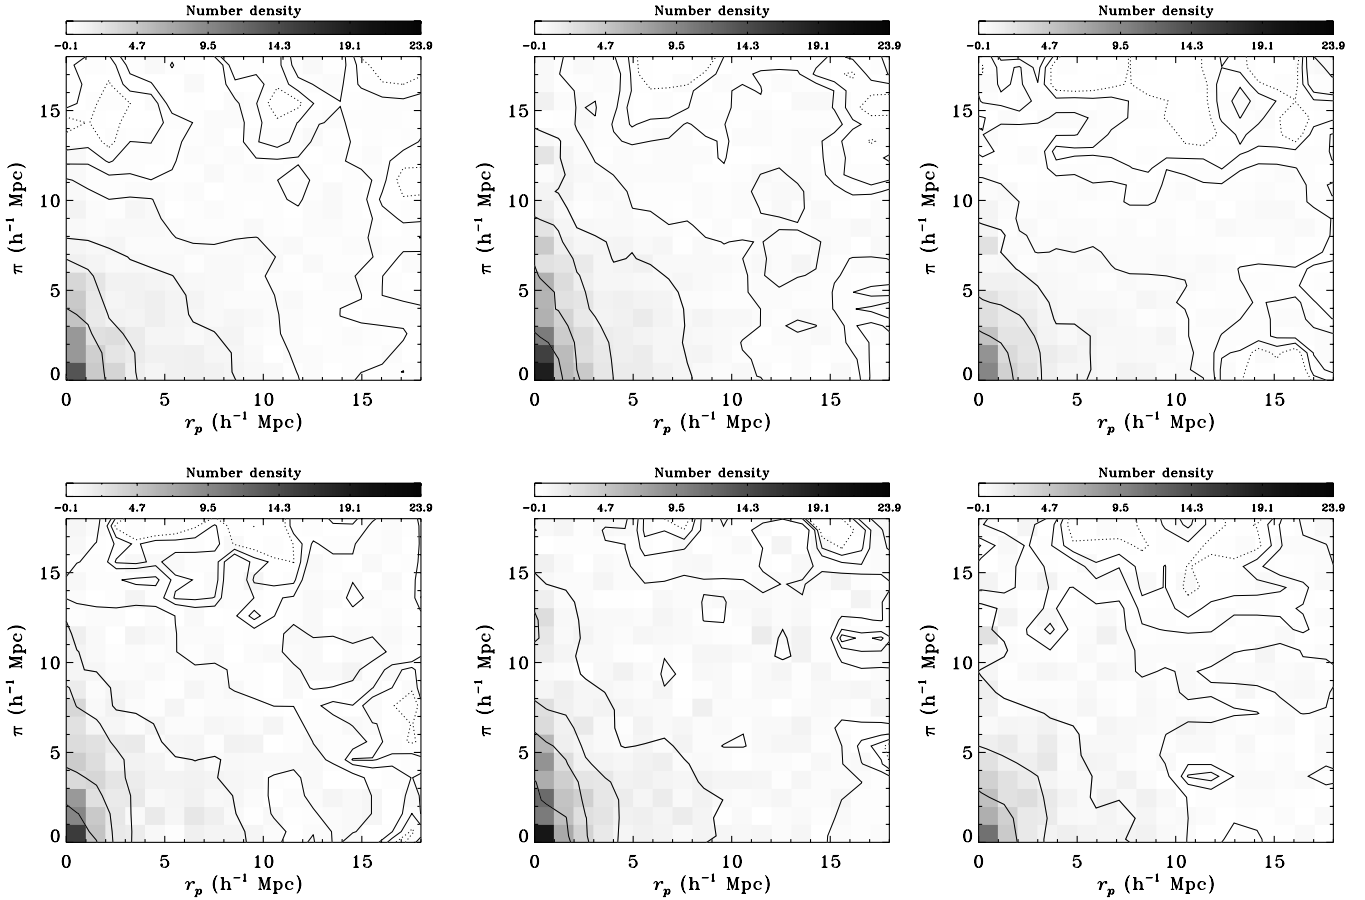 Number density Number density Number density
−0.1 4.7 9.5 14.3 19.1 23.9 −0.1 4.7 9.5 14.3 19.1 23.9 −0.1 4.7 9.5 14.3 19.1 23.9
15 15 15
10 10 10
π (h⁻¹ Mpc) π (h⁻¹ Mpc) π (h⁻¹ Mpc)
5 5 5
0 0 0
0 5 10 15 0 5 10 15 0 5 10 15
rₚ (h⁻¹ Mpc) rₚ (h⁻¹ Mpc) rₚ (h⁻¹ Mpc)
Number density Number density Number density
−0.1 4.7 9.5 14.3 19.1 23.9 −0.1 4.7 9.5 14.3 19.1 23.9 −0.1 4.7 9.5 14.3 19.1 23.9
15 15 15
10 10 10
π (h⁻¹ Mpc) π (h⁻¹ Mpc) π (h⁻¹ Mpc)
5 5 5
0 0 0
0 5 10 15 0 5 10 15 0 5 10 15
rₚ (h⁻¹ Mpc) rₚ (h⁻¹ Mpc) rₚ (h⁻¹ Mpc)